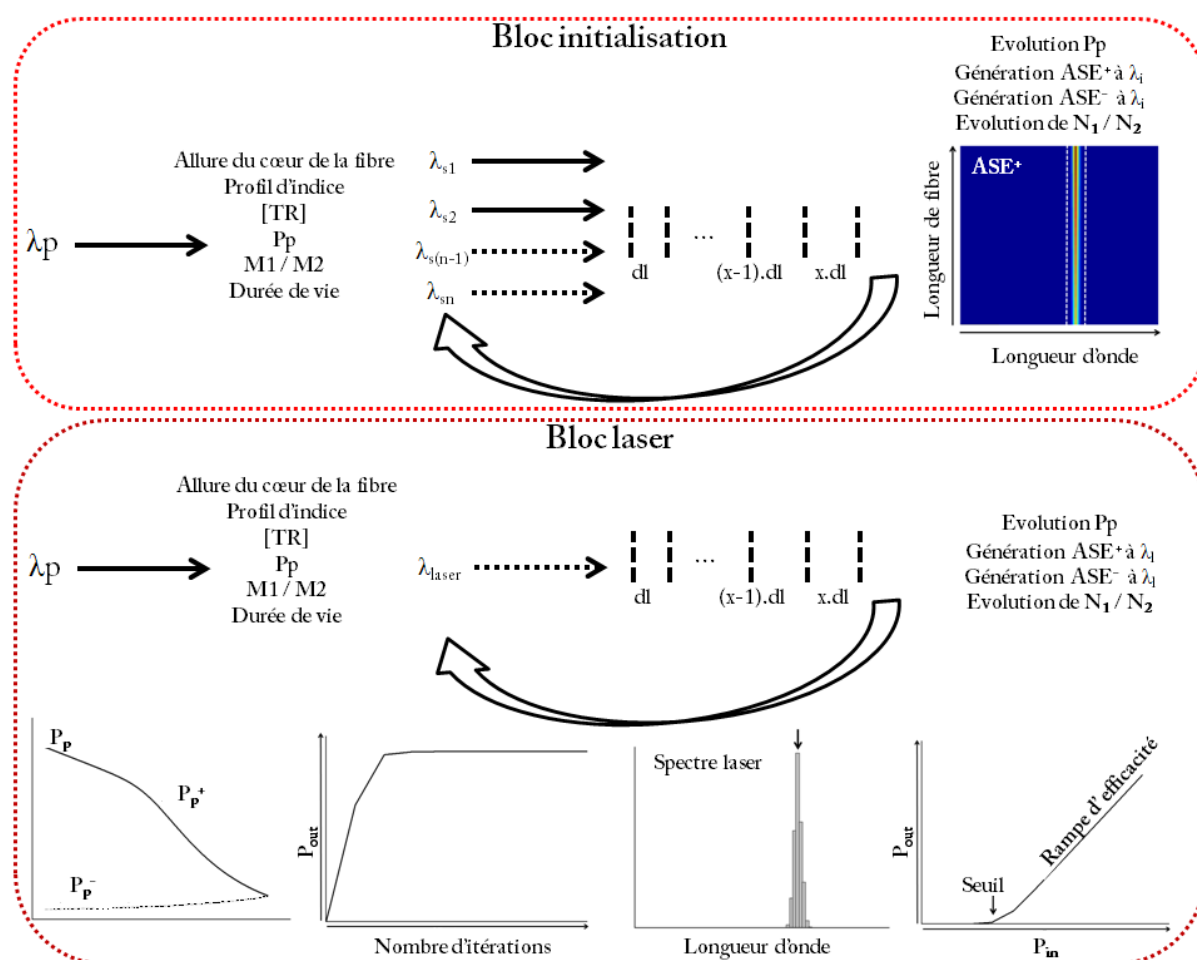 Bloc initialisation
Evolution Pp
Génération ASE⁺ à λi
Génération ASE⁻ à λi
Evolution de N₁ / N₂
Allure du cœur de la fibre
Profil d'indice
[TR]
Pp
M1 / M2
Durée de vie
λp
λs1
λs2
λs(n-1)
λsn
...
dl
(x-1).dl
x.dl
ASE⁺
Longueur de fibre
Longueur d'onde
Bloc laser
Allure du cœur de la fibre
Profil d'indice
[TR]
Pp
M1 / M2
Durée de vie
λp
λlaser
...
dl
(x-1).dl
x.dl
Evolution Pp
Génération ASE⁺ à λl
Génération ASE⁻ à λl
Evolution de N₁ / N₂
Pp
Pp⁺
Pp⁻
Pout
Nombre d'itérations
Spectre laser
Longueur d'onde
Pout
Seuil
Rampe d'efficacité
Pin